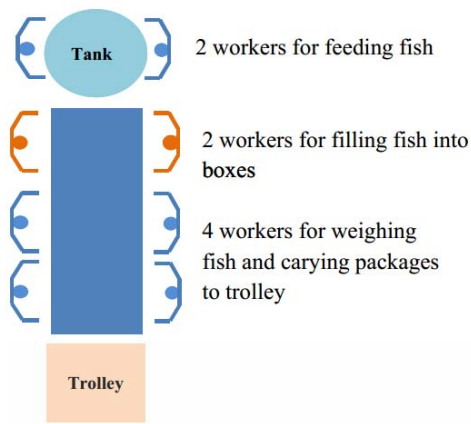 Tank
2 workers for feeding fish
2 workers for filling fish into
boxes
4 workers for weighing
fish and carying packages
to trolley
Trolley